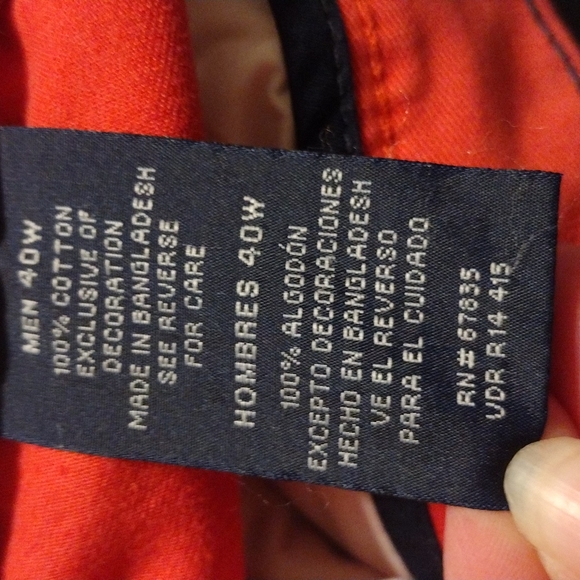 MEN 40W
100% COTTON
EXCLUSIVE OF
DECORATION
MADE IN BANGLADESH
SEE REVERSE
FOR CARE
HOMBRES 40W
100% ALGODÓN
EXCEPTO DECORACIONES
HECHO EN BANGLADESH
VE EL REVERSO
PARA EL CUIDADO
RN# 67835
VDR R14 415